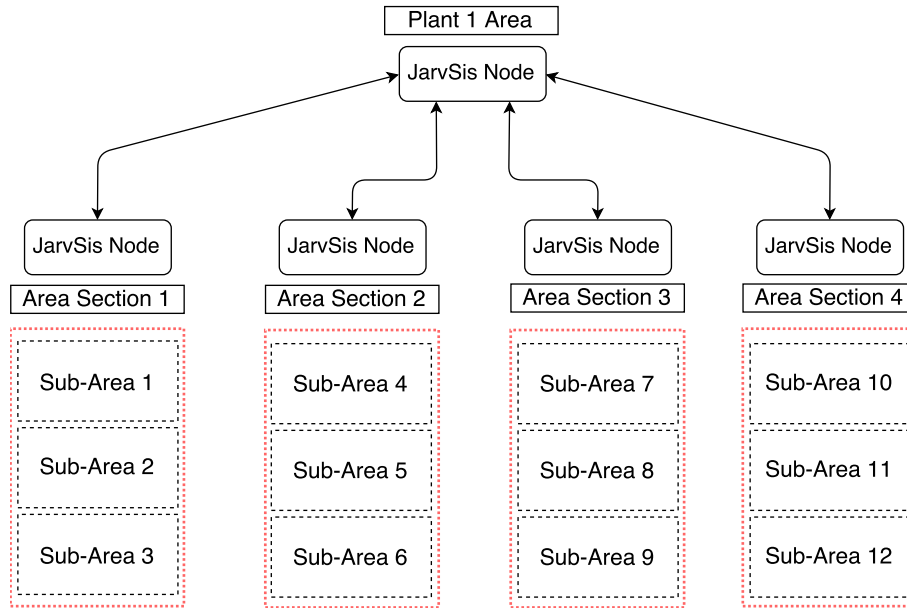 Plant 1 Area
JarvSis Node
JarvSis Node
JarvSis Node
JarvSis Node
JarvSis Node
Area Section 1
Area Section 2
Area Section 3
Area Section 4
Sub-Area 1
Sub-Area 2
Sub-Area 3
Sub-Area 4
Sub-Area 5
Sub-Area 6
Sub-Area 7
Sub-Area 8
Sub-Area 9
Sub-Area 10
Sub-Area 11
Sub-Area 12